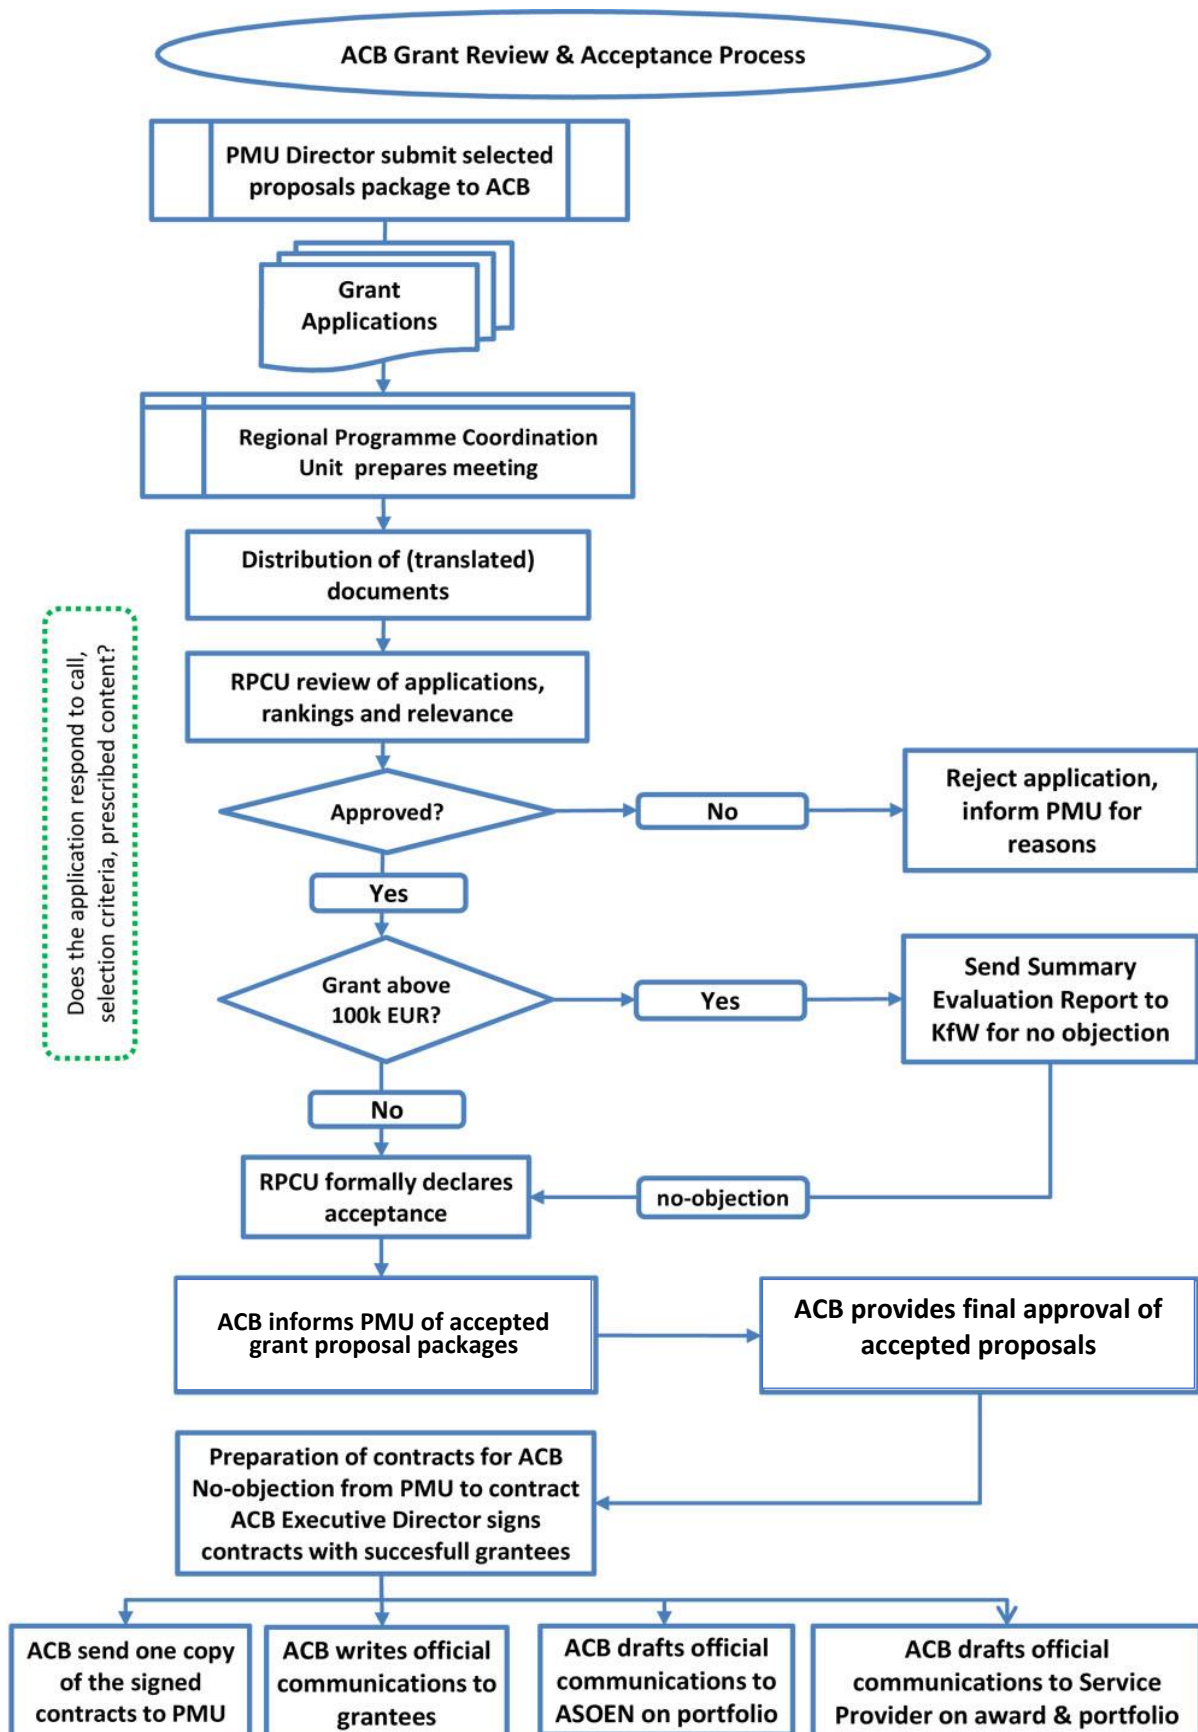 ACB Grant Review & Acceptance Process
PMU Director submit selected
proposals package to ACB
Grant
Applications
Regional Programme Coordination
Unit prepares meeting
Distribution of (translated)
documents
Does the application respond to call,
selection criteria, prescribed content?
RPCU review of applications,
rankings and relevance
Approved?
No
Reject application,
inform PMU for
reasons
Yes
Grant above
100k EUR?
Yes
Send Summary
Evaluation Report to
KfW for no objection
No
RPCU formally declares
acceptance
no-objection
ACB informs PMU of accepted
grant proposal packages
ACB provides final approval of
accepted proposals
Preparation of contracts for ACB
No-objection from PMU to contract
ACB Executive Director signs
contracts with succesfull grantees
ACB send one copy
of the signed
contracts to PMU
ACB writes official
communications to
grantees
ACB drafts official
communications to
ASOEN on portfolio
ACB drafts official
communications to Service
Provider on award & portfolio